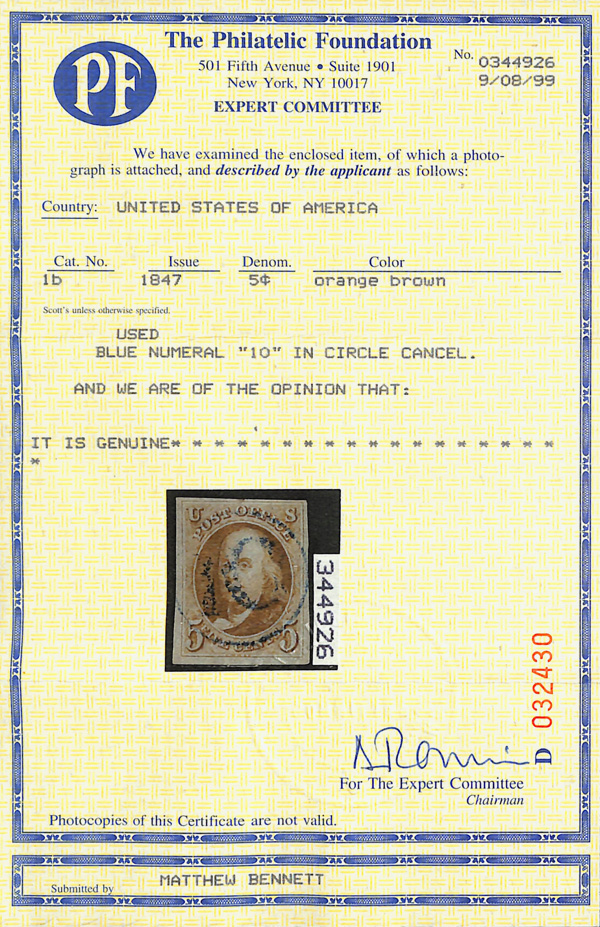 PF
The Philatelic Foundation
501 Fifth Avenue • Suite 1901
New York, NY 10017
EXPERT COMMITTEE
No. 0344926
9/08/99
We have examined the enclosed item, of which a photo-
graph is attached, and described by the applicant as follows:
Country: UNITED STATES OF AMERICA
Cat. No. Issue Denom. Color
1b 1847 5¢ orange brown
Scott's unless otherwise specified.
USED
BLUE NUMERAL "10" IN CIRCLE CANCEL.
AND WE ARE OF THE OPINION THAT:
IT IS GENUINE* * * * * * * * * * * * * * * * * *
*
U S
POST OFFICE
5 5
FIVE CENTS
344926
D 032430
For The Expert Committee
Chairman
Photocopies of this Certificate are not valid.
Submitted by MATTHEW BENNETT